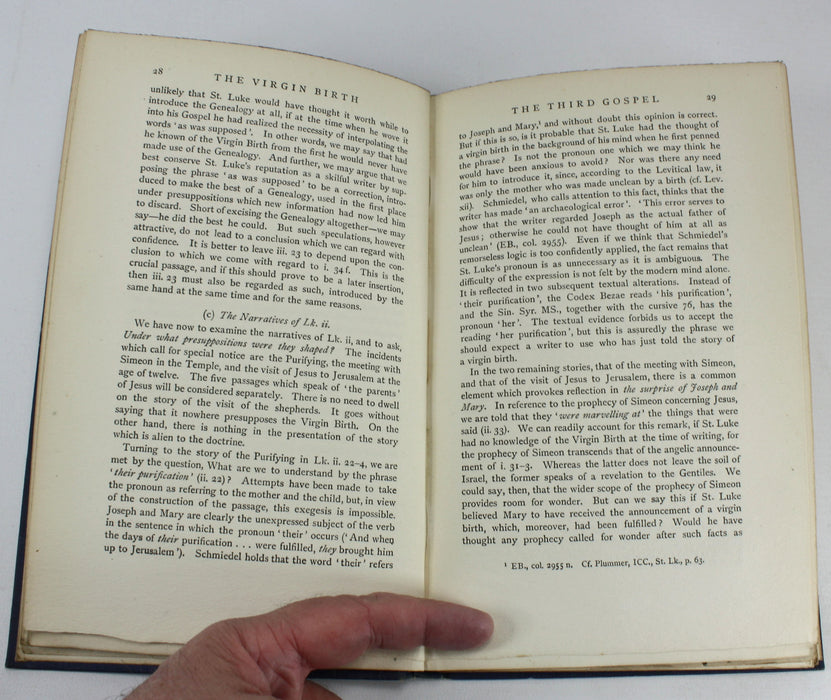 28
THE VIRGIN BIRTH
unlikely that St. Luke would have thought it worth while to
introduce the Genealogy at all, if at the time when he wove it
into his Gospel he had realized the necessity of interpolating the
words ‘as was supposed’. In other words, we may say that had
he known of the Virgin Birth from the first he would never have
made use of the Genealogy. And further, we may argue that we
best conserve St. Luke's reputation as a skilful writer by sup-
posing the phrase ‘as was supposed’ to be a correction, intro-
duced to make the best of a Genealogy, used in the first place
under presuppositions which new information had now led him
to discard. Short of excising the Genealogy altogether—we may
say—he did the best he could. But such speculations, however
attractive, do not lead to a conclusion which we can regard with
confidence. It is better to leave iii. 23 to depend upon the con-
clusion to which we come with regard to i. 34 f. This is the
crucial passage, and if this should prove to be a later insertion,
then iii. 23 must also be regarded as such, introduced by the
same hand at the same time and for the same reasons.
(c) The Narratives of Lk. ii.
We have now to examine the narratives of Lk. ii, and to ask,
Under what presuppositions were they shaped? The incidents
which call for special notice are the Purifying, the meeting with
Simeon in the Temple, and the visit of Jesus to Jerusalem at the
age of twelve. The five passages which speak of ‘the parents’
of Jesus will be considered separately. There is no need to dwell
on the story of the visit of the shepherds. It goes without
saying that it nowhere presupposes the Virgin Birth. On the
other hand, there is nothing in the presentation of the story
which is alien to the doctrine.
Turning to the story of the Purifying in Lk. ii. 22–4, we are
met by the question, What are we to understand by the phrase
‘their purification’ (ii. 22)? Attempts have been made to take
the pronoun as referring to the mother and the child, but, in view
of the construction of the passage, this exegesis is impossible.
Joseph and Mary are clearly the unexpressed subject of the verb
in the sentence in which the pronoun ‘their’ occurs (‘And when
the days of their purification . . . were fulfilled, they brought him
up to Jerusalem’). Schmiedel holds that the word ‘their’ refers
THE THIRD GOSPEL
29
to Joseph and Mary,¹ and without doubt this opinion is correct.
But if this is so, is it probable that St. Luke had the thought of
a virgin birth in the background of his mind when he first penned
the phrase? Is not the pronoun one which we may think he
would have been anxious to avoid? Nor was there any need
for him to introduce it, since, according to the Levitical law, it
was only the mother who was made unclean by a birth (cf. Lev.
xii). Schmiedel, who calls attention to this fact, thinks that the
writer has made ‘an archaeological error’. ‘This error serves to
show that the writer regarded Joseph as the actual father of
Jesus; otherwise he could not have thought of him at all as
unclean’ (EB., col. 2955). Even if we think that Schmiedel's
remorseless logic is too confidently applied, the fact remains that
St. Luke's pronoun is as unnecessary as it is ambiguous. The
difficulty of the expression is not felt by the modern mind alone.
It is reflected in two subsequent textual alterations. Instead of
‘their purification’, the Codex Bezae reads ‘his purification’,
and the Sin. Syr. MS., together with the cursive 76, has the
pronoun ‘her’. The textual evidence forbids us to accept the
reading ‘her purification’, but this is assuredly the phrase we
should expect a writer to use who has just told the story of
a virgin birth.
In the two remaining stories, that of the meeting with Simeon,
and that of the visit of Jesus to Jerusalem, there is a common
element which provokes reflection in the surprise of Joseph and
Mary. In reference to the prophecy of Simeon concerning Jesus,
we are told that they ‘were marvelling at’ the things that were
said (ii. 33). We can readily account for this remark, if St. Luke
had no knowledge of the Virgin Birth at the time of writing, for
the prophecy of Simeon transcends that of the angelic announce-
ment of i. 31–3. Whereas the latter does not leave the soil of
Israel, the former speaks of a revelation to the Gentiles. We
could say, then, that the wider scope of the prophecy of Simeon
provides room for wonder. But can we say this if St. Luke
believed Mary to have received the announcement of a virgin
birth, which, moreover, had been fulfilled? Would he have
thought any prophecy called for wonder after such facts as
¹ EB., col. 2955 n. Cf. Plummer, ICC., St. Lk., p. 63.